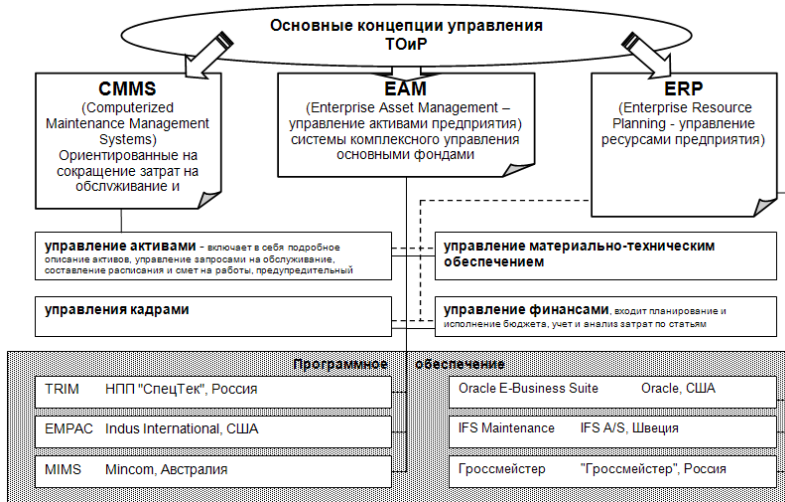 Основные концепции управления
ТОиР
CMMS
(Computerized
Maintenance Management
Systems)
Ориентированные на
сокращение затрат на
обслуживание и
EAM
(Enterprise Asset Management –
управление активами предприятия)
системы комплексного управления
основными фондами
ERP
(Enterprise Resource
Planning - управление
ресурсами предприятия)
управление активами - включает в себя подробное
описание активов, управление запросами на обслуживание,
составление расписания и смет на работы, предупредительный
управление материально-техническим
обеспечением
управления кадрами
управление финансами, входит планирование и
исполнение бюджета, учет и анализ затрат по статьям
Программное обеспечение
TRIM НПП "СпецТек", Россия
Oracle E-Business Suite Oracle, США
EMPAC Indus International, США
IFS Maintenance IFS A/S, Швеция
MIMS Mincom, Австралия
Гроссмейстер "Гроссмейстер", Россия